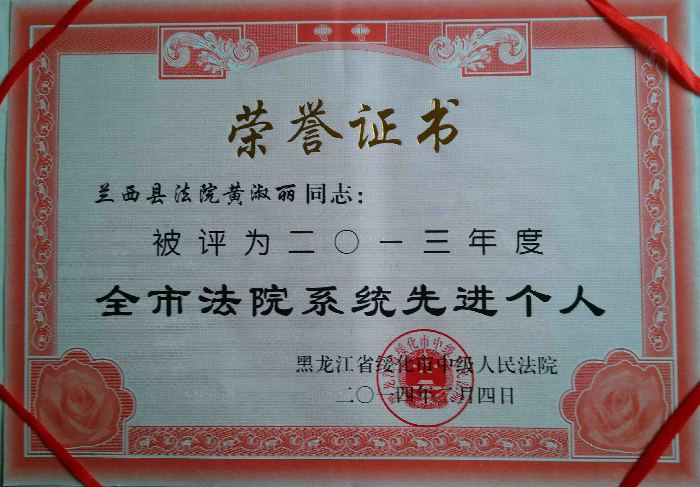 荣誉证书
兰西县法院黄淑丽同志：
被评为二〇一三年度
全市法院系统先进个人
黑龙江省绥化市中级人民法院
二〇一四年 月四日